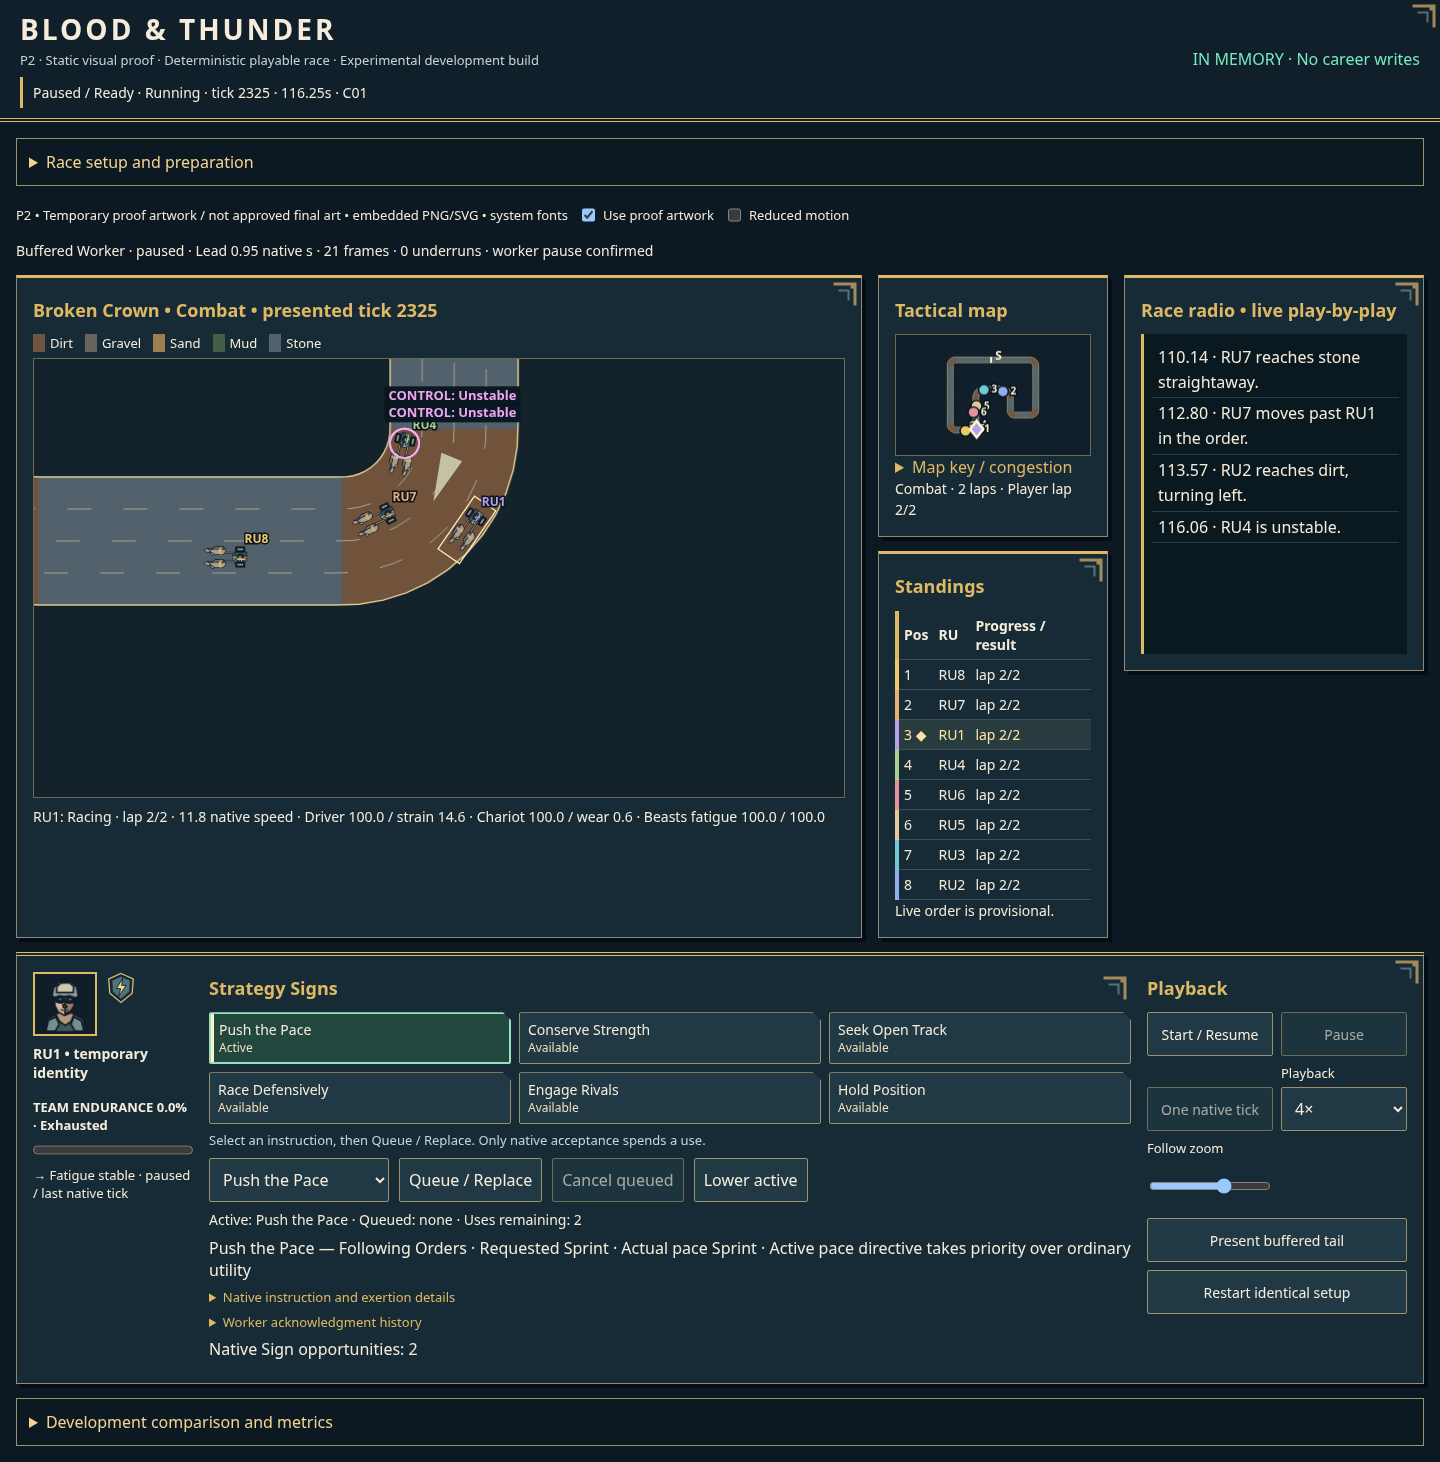 BLOOD & THUNDER
P2 · Static visual proof · Deterministic playable race · Experimental development build
IN MEMORY · No career writes
Paused / Ready · Running · tick 2325 · 116.25s · C01
▶ Race setup and preparation
P2 • Temporary proof artwork / not approved final art • embedded PNG/SVG • system fonts
Use proof artwork
Reduced motion
Buffered Worker · paused · Lead 0.95 native s · 21 frames · 0 underruns · worker pause confirmed
Broken Crown • Combat • presented tick 2325
Dirt Gravel Sand Mud Stone
CONTROL: Unstable
CONTROL: Unstable
RU4
RU7
RU1
RU8
RU1: Racing · lap 2/2 · 11.8 native speed · Driver 100.0 / strain 14.6 · Chariot 100.0 / wear 0.6 · Beasts fatigue 100.0 / 100.0
Tactical map
S
3
2
5
6
1
▶ Map key / congestion
Combat · 2 laps · Player lap
2/2
Standings
Pos RU Progress /
result
1 RU8 lap 2/2
2 RU7 lap 2/2
3 ◆ RU1 lap 2/2
4 RU4 lap 2/2
5 RU6 lap 2/2
6 RU5 lap 2/2
7 RU3 lap 2/2
8 RU2 lap 2/2
Live order is provisional.
Race radio • live play-by-play
110.14 · RU7 reaches stone
straightaway.
112.80 · RU7 moves past RU1
in the order.
113.57 · RU2 reaches dirt,
turning left.
116.06 · RU4 is unstable.
RU1 • temporary
identity
TEAM ENDURANCE 0.0%
· Exhausted
→ Fatigue stable · paused
/ last native tick
Strategy Signs
Push the Pace
Active
Conserve Strength
Available
Seek Open Track
Available
Race Defensively
Available
Engage Rivals
Available
Hold Position
Available
Select an instruction, then Queue / Replace. Only native acceptance spends a use.
Push the Pace
Queue / Replace
Cancel queued
Lower active
Active: Push the Pace · Queued: none · Uses remaining: 2
Push the Pace — Following Orders · Requested Sprint · Actual pace Sprint · Active pace directive takes priority over ordinary
utility
▶ Native instruction and exertion details
▶ Worker acknowledgment history
Native Sign opportunities: 2
Playback
Start / Resume
Pause
Playback
One native tick
4×
Follow zoom
Present buffered tail
Restart identical setup
▶ Development comparison and metrics